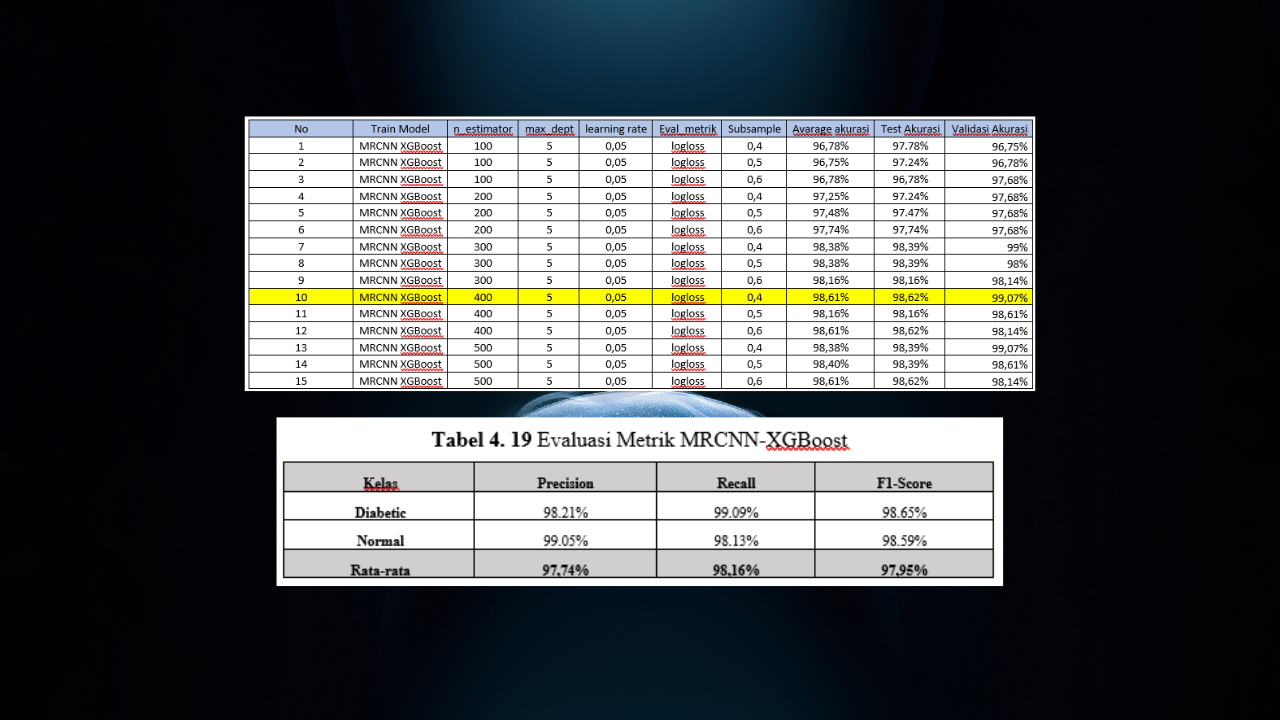 No Train Model n_estimator max_dept learning rate Eval_metrik Subsample Avarage akurasi Test Akurasi Validasi Akurasi
1 MRCNN XGBoost 100 5 0,05 logloss 0,4 96,78% 97.78% 96,75%
2 MRCNN XGBoost 100 5 0,05 logloss 0,5 96,75% 97.24% 96,78%
3 MRCNN XGBoost 100 5 0,05 logloss 0,6 96,78% 96,78% 97,68%
4 MRCNN XGBoost 200 5 0,05 logloss 0,4 97,25% 97.24% 97,68%
5 MRCNN XGBoost 200 5 0,05 logloss 0,5 97,48% 97.47% 97,68%
6 MRCNN XGBoost 200 5 0,05 logloss 0,6 97,74% 97,74% 97,68%
7 MRCNN XGBoost 300 5 0,05 logloss 0,4 98,38% 98,39% 99%
8 MRCNN XGBoost 300 5 0,05 logloss 0,5 98,38% 98,39% 98%
9 MRCNN XGBoost 300 5 0,05 logloss 0,6 98,16% 98,16% 98,14%
10 MRCNN XGBoost 400 5 0,05 logloss 0,4 98,61% 98,62% 99,07%
11 MRCNN XGBoost 400 5 0,05 logloss 0,5 98,16% 98,16% 98,61%
12 MRCNN XGBoost 400 5 0,05 logloss 0,6 98,61% 98,62% 98,14%
13 MRCNN XGBoost 500 5 0,05 logloss 0,4 98,38% 98,39% 99,07%
14 MRCNN XGBoost 500 5 0,05 logloss 0,5 98,40% 98,39% 98,61%
15 MRCNN XGBoost 500 5 0,05 logloss 0,6 98,61% 98,62% 98,14%
Tabel 4. 19 Evaluasi Metrik MRCNN-XGBoost
Kelas Precision Recall F1-Score
Diabetic 98.21% 99.09% 98.65%
Normal 99.05% 98.13% 98.59%
Rata-rata 97,74% 98,16% 97,95%